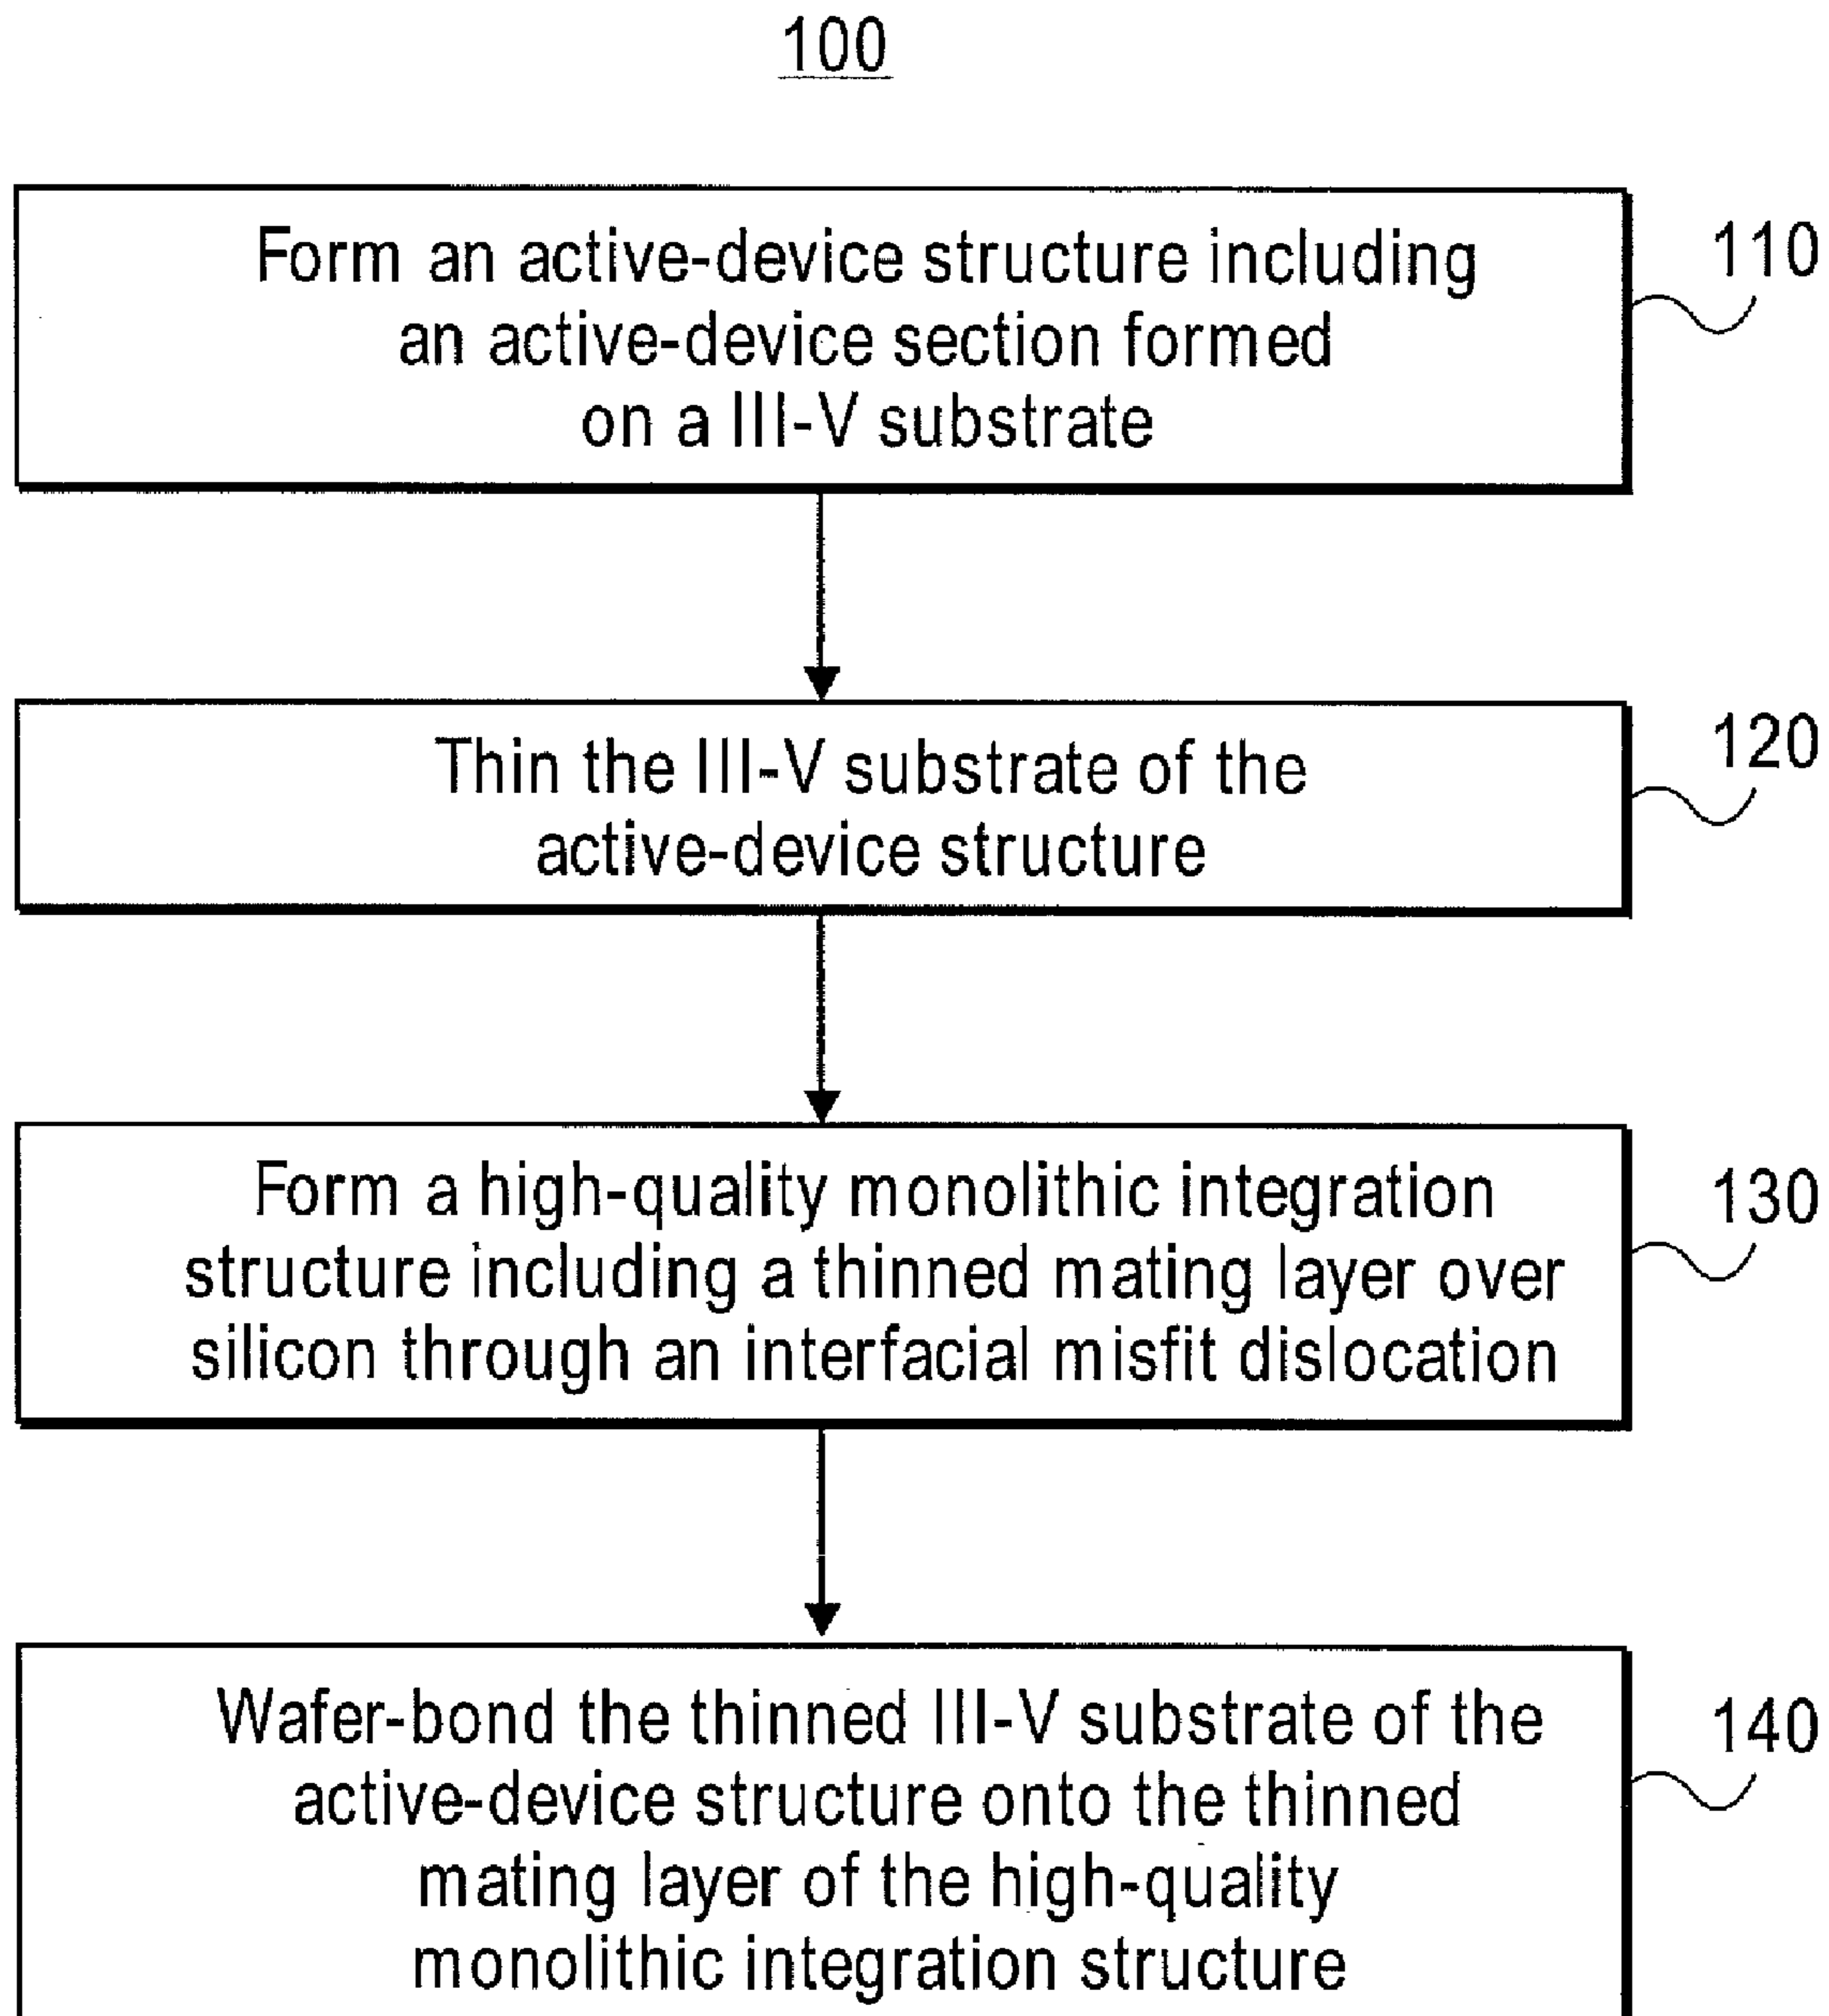 100
Form an active-device structure including
an active-device section formed
on a III-V substrate
110
Thin the III-V substrate of the
active-device structure
120
Form a high-quality monolithic integration
structure including a thinned mating layer over
silicon through an interfacial misfit dislocation
130
Wafer-bond the thinned III-V substrate of the
active-device structure onto the thinned
mating layer of the high-quality
monolithic integration structure
140